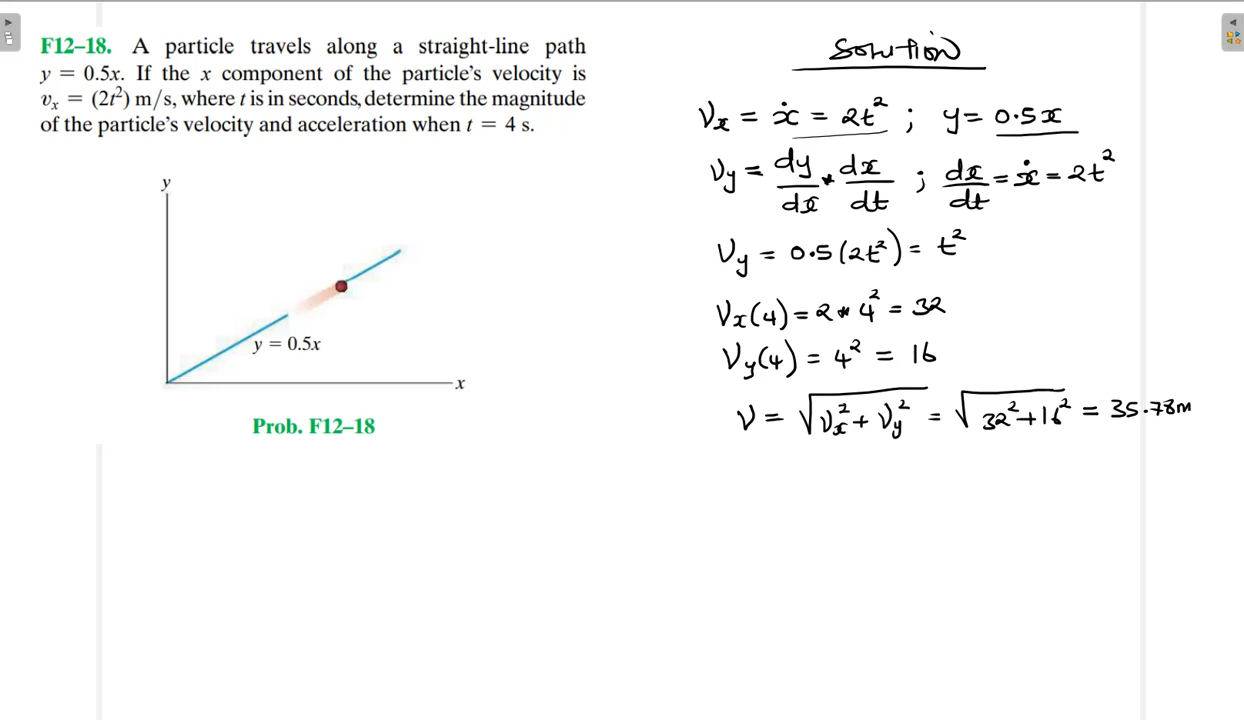 F12–18. A particle travels along a straight-line path
y = 0.5x. If the x component of the particle's velocity is
vₓ = (2t²) m/s, where t is in seconds, determine the magnitude
of the particle's velocity and acceleration when t = 4 s.
y
y = 0.5x
x
Prob. F12–18
Solution
Vx = ẋ = 2t² ; y = 0.5x
Vy = dy/dx * dx/dt ; dx/dt = ẋ = 2t²
Vy = 0.5(2t²) = t²
Vx(4) = 2 * 4² = 32
Vy(4) = 4² = 16
V = √(Vx² + Vy²) = √(32² + 16²) = 35.78m